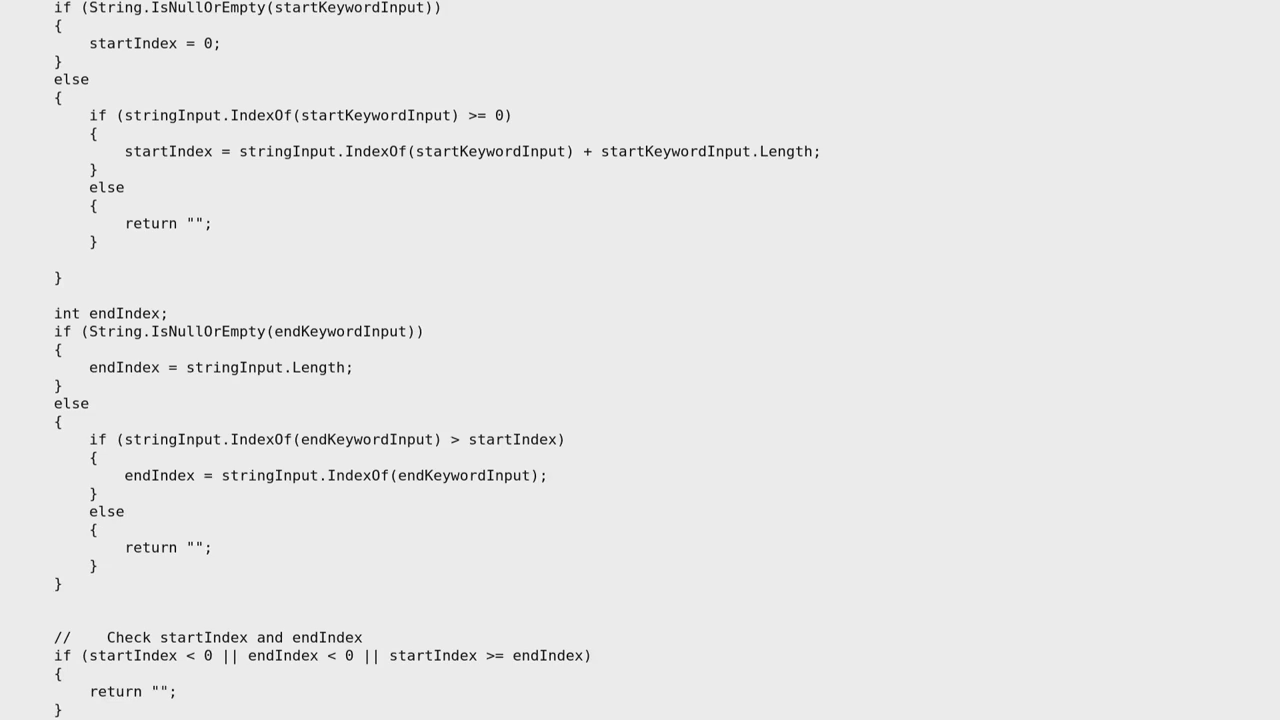 if (String.IsNullOrEmpty(startKeywordInput))
{
    startIndex = 0;
}
else
{
    if (stringInput.IndexOf(startKeywordInput) >= 0)
    {
        startIndex = stringInput.IndexOf(startKeywordInput) + startKeywordInput.Length;
    }
    else
    {
        return "";
    }

}

int endIndex;
if (String.IsNullOrEmpty(endKeywordInput))
{
    endIndex = stringInput.Length;
}
else
{
    if (stringInput.IndexOf(endKeywordInput) > startIndex)
    {
        endIndex = stringInput.IndexOf(endKeywordInput);
    }
    else
    {
        return "";
    }
}


//    Check startIndex and endIndex
if (startIndex < 0 || endIndex < 0 || startIndex >= endIndex)
{
    return "";
}